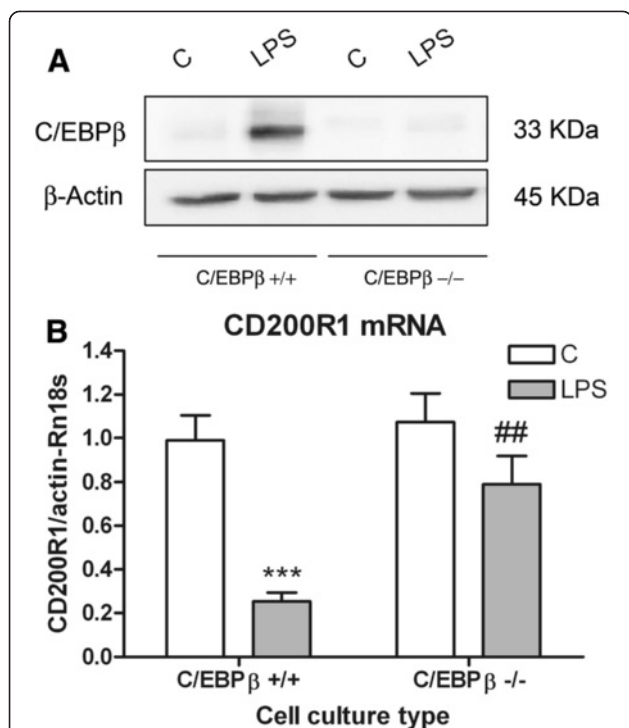 A
C LPS C LPS
C/EBPβ 33 KDa
β-Actin 45 KDa
C/EBPβ +/+ C/EBPβ –/–
B CD200R1 mRNA
C
LPS
CD200R1/actin-Rn18s
1.4
1.2
1.0
0.8
0.6
0.4
0.2
0.0
***
##
C/EBPβ +/+ C/EBPβ -/-
Cell culture type